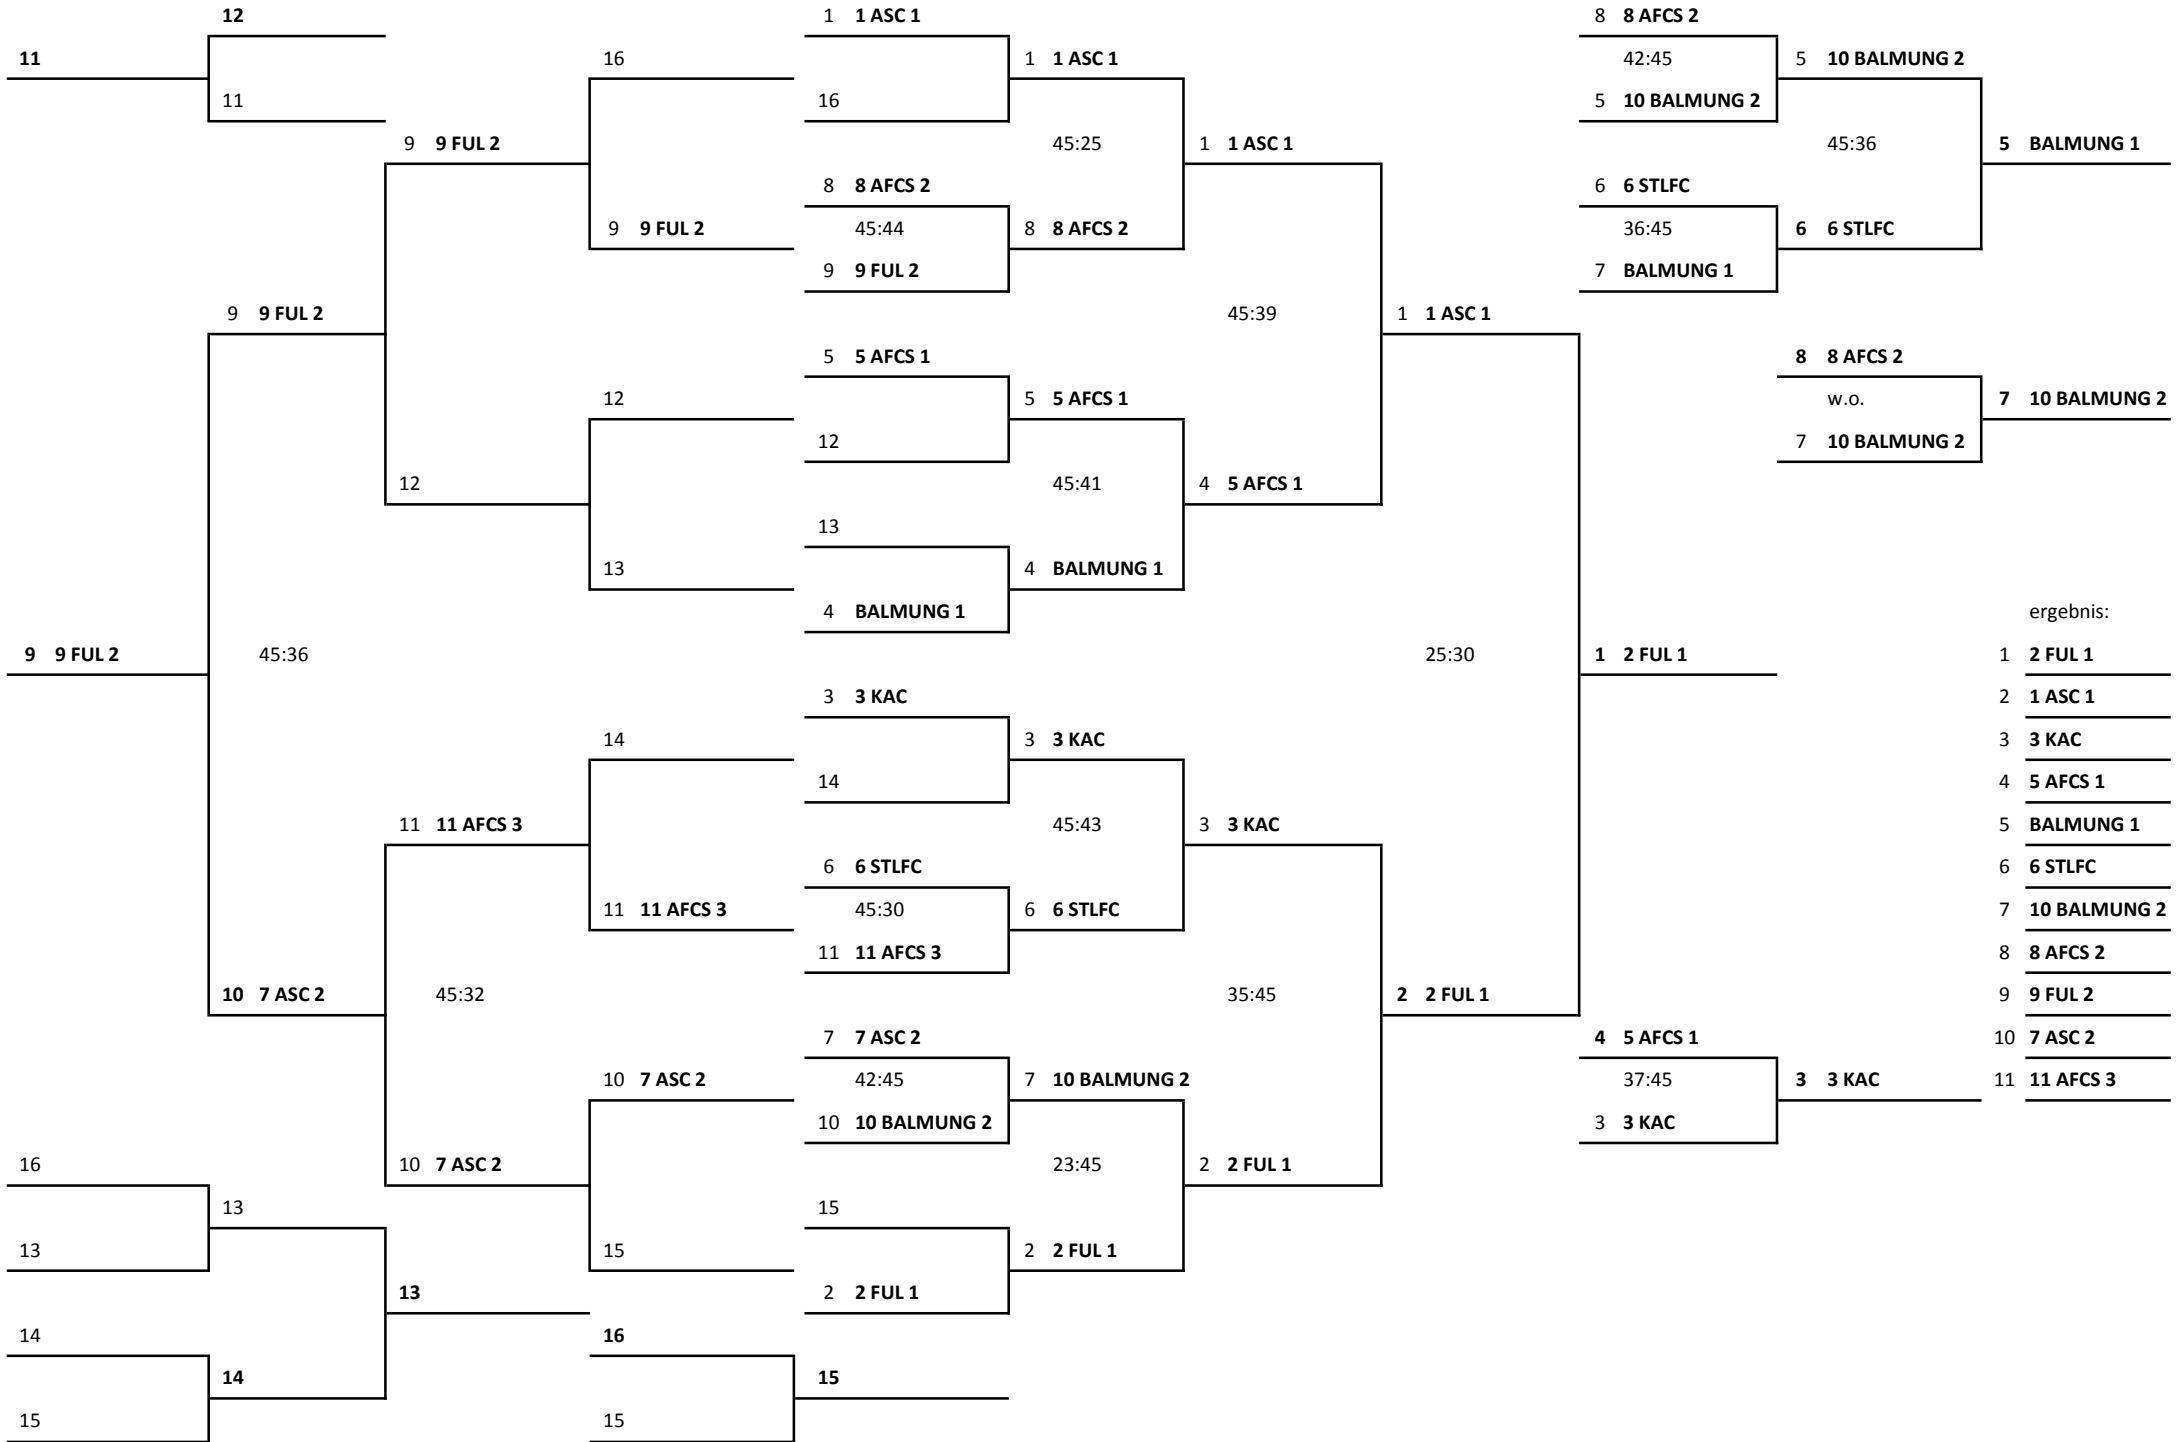 12 1 1 ASC 1 8 8 AFCS 2
11 16 1 1 ASC 1 42:45 5 10 BALMUNG 2
11 16 5 10 BALMUNG 2
9 9 FUL 2 45:25 1 1 ASC 1 45:36 5 BALMUNG 1
8 8 AFCS 2 6 6 STLFC
9 9 FUL 2 45:44 8 8 AFCS 2 36:45 6 6 STLFC
9 9 FUL 2 7 BALMUNG 1
9 9 FUL 2 45:39 1 1 ASC 1
5 5 AFCS 1 8 8 AFCS 2
12 5 5 AFCS 1 w.o. 7 10 BALMUNG 2
12 7 10 BALMUNG 2
12 45:41 4 5 AFCS 1
13
13 4 BALMUNG 1
4 BALMUNG 1 ergebnis:
9 9 FUL 2 45:36 25:30 1 2 FUL 1 1 2 FUL 1
3 3 KAC 2 1 ASC 1
14 3 3 KAC 3 3 KAC
14 4 5 AFCS 1
11 11 AFCS 3 45:43 3 3 KAC 5 BALMUNG 1
6 6 STLFC 6 6 STLFC
11 11 AFCS 3 45:30 6 6 STLFC 7 10 BALMUNG 2
11 11 AFCS 3 8 8 AFCS 2
10 7 ASC 2 45:32 35:45 2 2 FUL 1 9 9 FUL 2
7 7 ASC 2 4 5 AFCS 1 10 7 ASC 2
10 7 ASC 2 42:45 7 10 BALMUNG 2 37:45 3 3 KAC 11 11 AFCS 3
10 10 BALMUNG 2 3 3 KAC
16 10 7 ASC 2 23:45 2 2 FUL 1
13 15
13 15 2 2 FUL 1
13 2 2 FUL 1
14 16
14 15
15 15